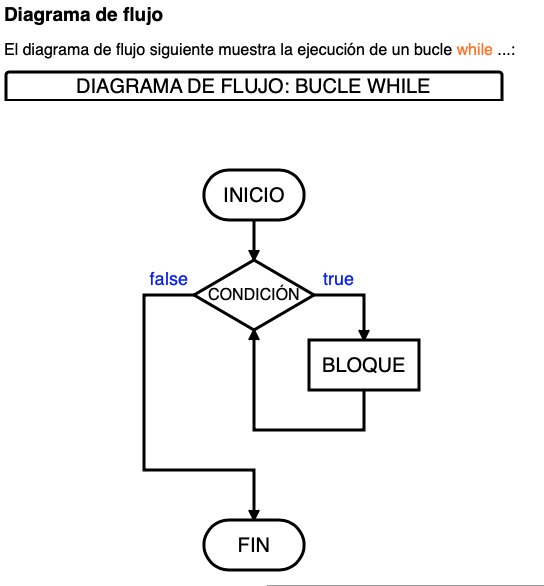 Diagrama de flujo
El diagrama de flujo siguiente muestra la ejecución de un bucle while ...:
DIAGRAMA DE FLUJO: BUCLE WHILE
INICIO
false
true
CONDICIÓN
BLOQUE
FIN